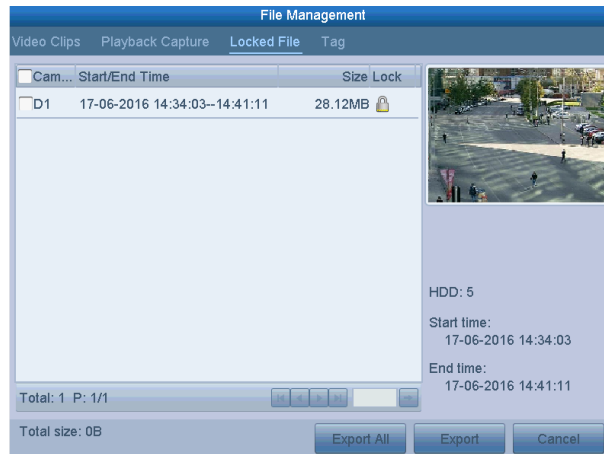 File Management
Video Clips Playback Capture Locked File Tag
Cam... Start/End Time Size Lock
D1 17-06-2016 14:34:03--14:41:11 28.12MB
HDD: 5
Start time:
17-06-2016 14:34:03
End time:
17-06-2016 14:41:11
Total: 1 P: 1/1
Total size: 0B
Export All Export Cancel